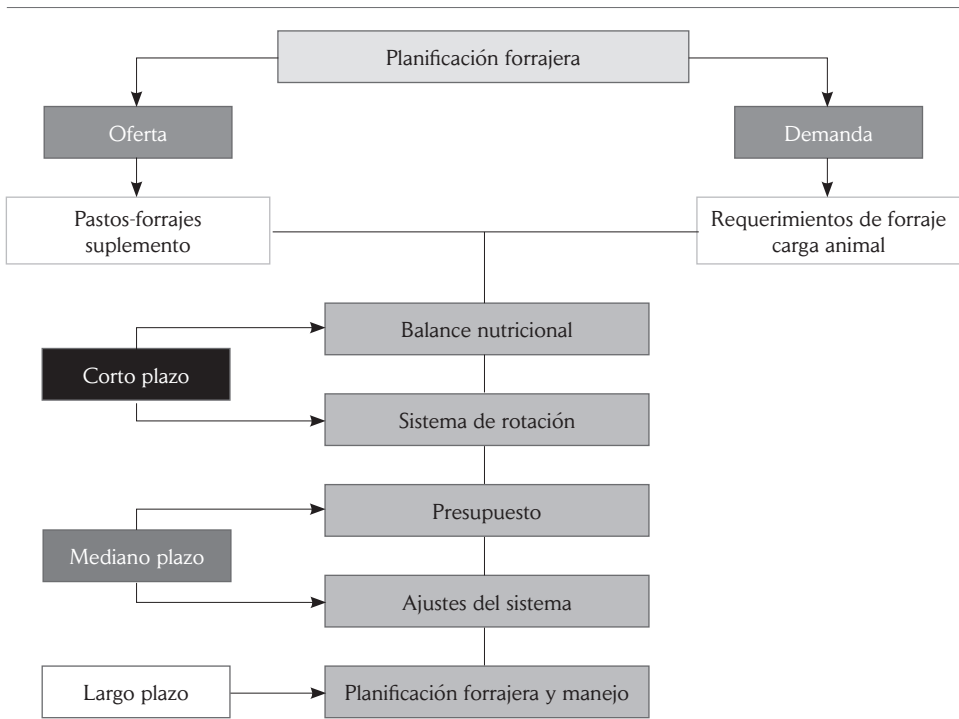 Planificación forrajera
Oferta
Demanda
Pastos-forrajes
suplemento
Requerimientos de forraje
carga animal
Balance nutricional
Corto plazo
Sistema de rotación
Presupuesto
Mediano plazo
Ajustes del sistema
Largo plazo
Planificación forrajera y manejo